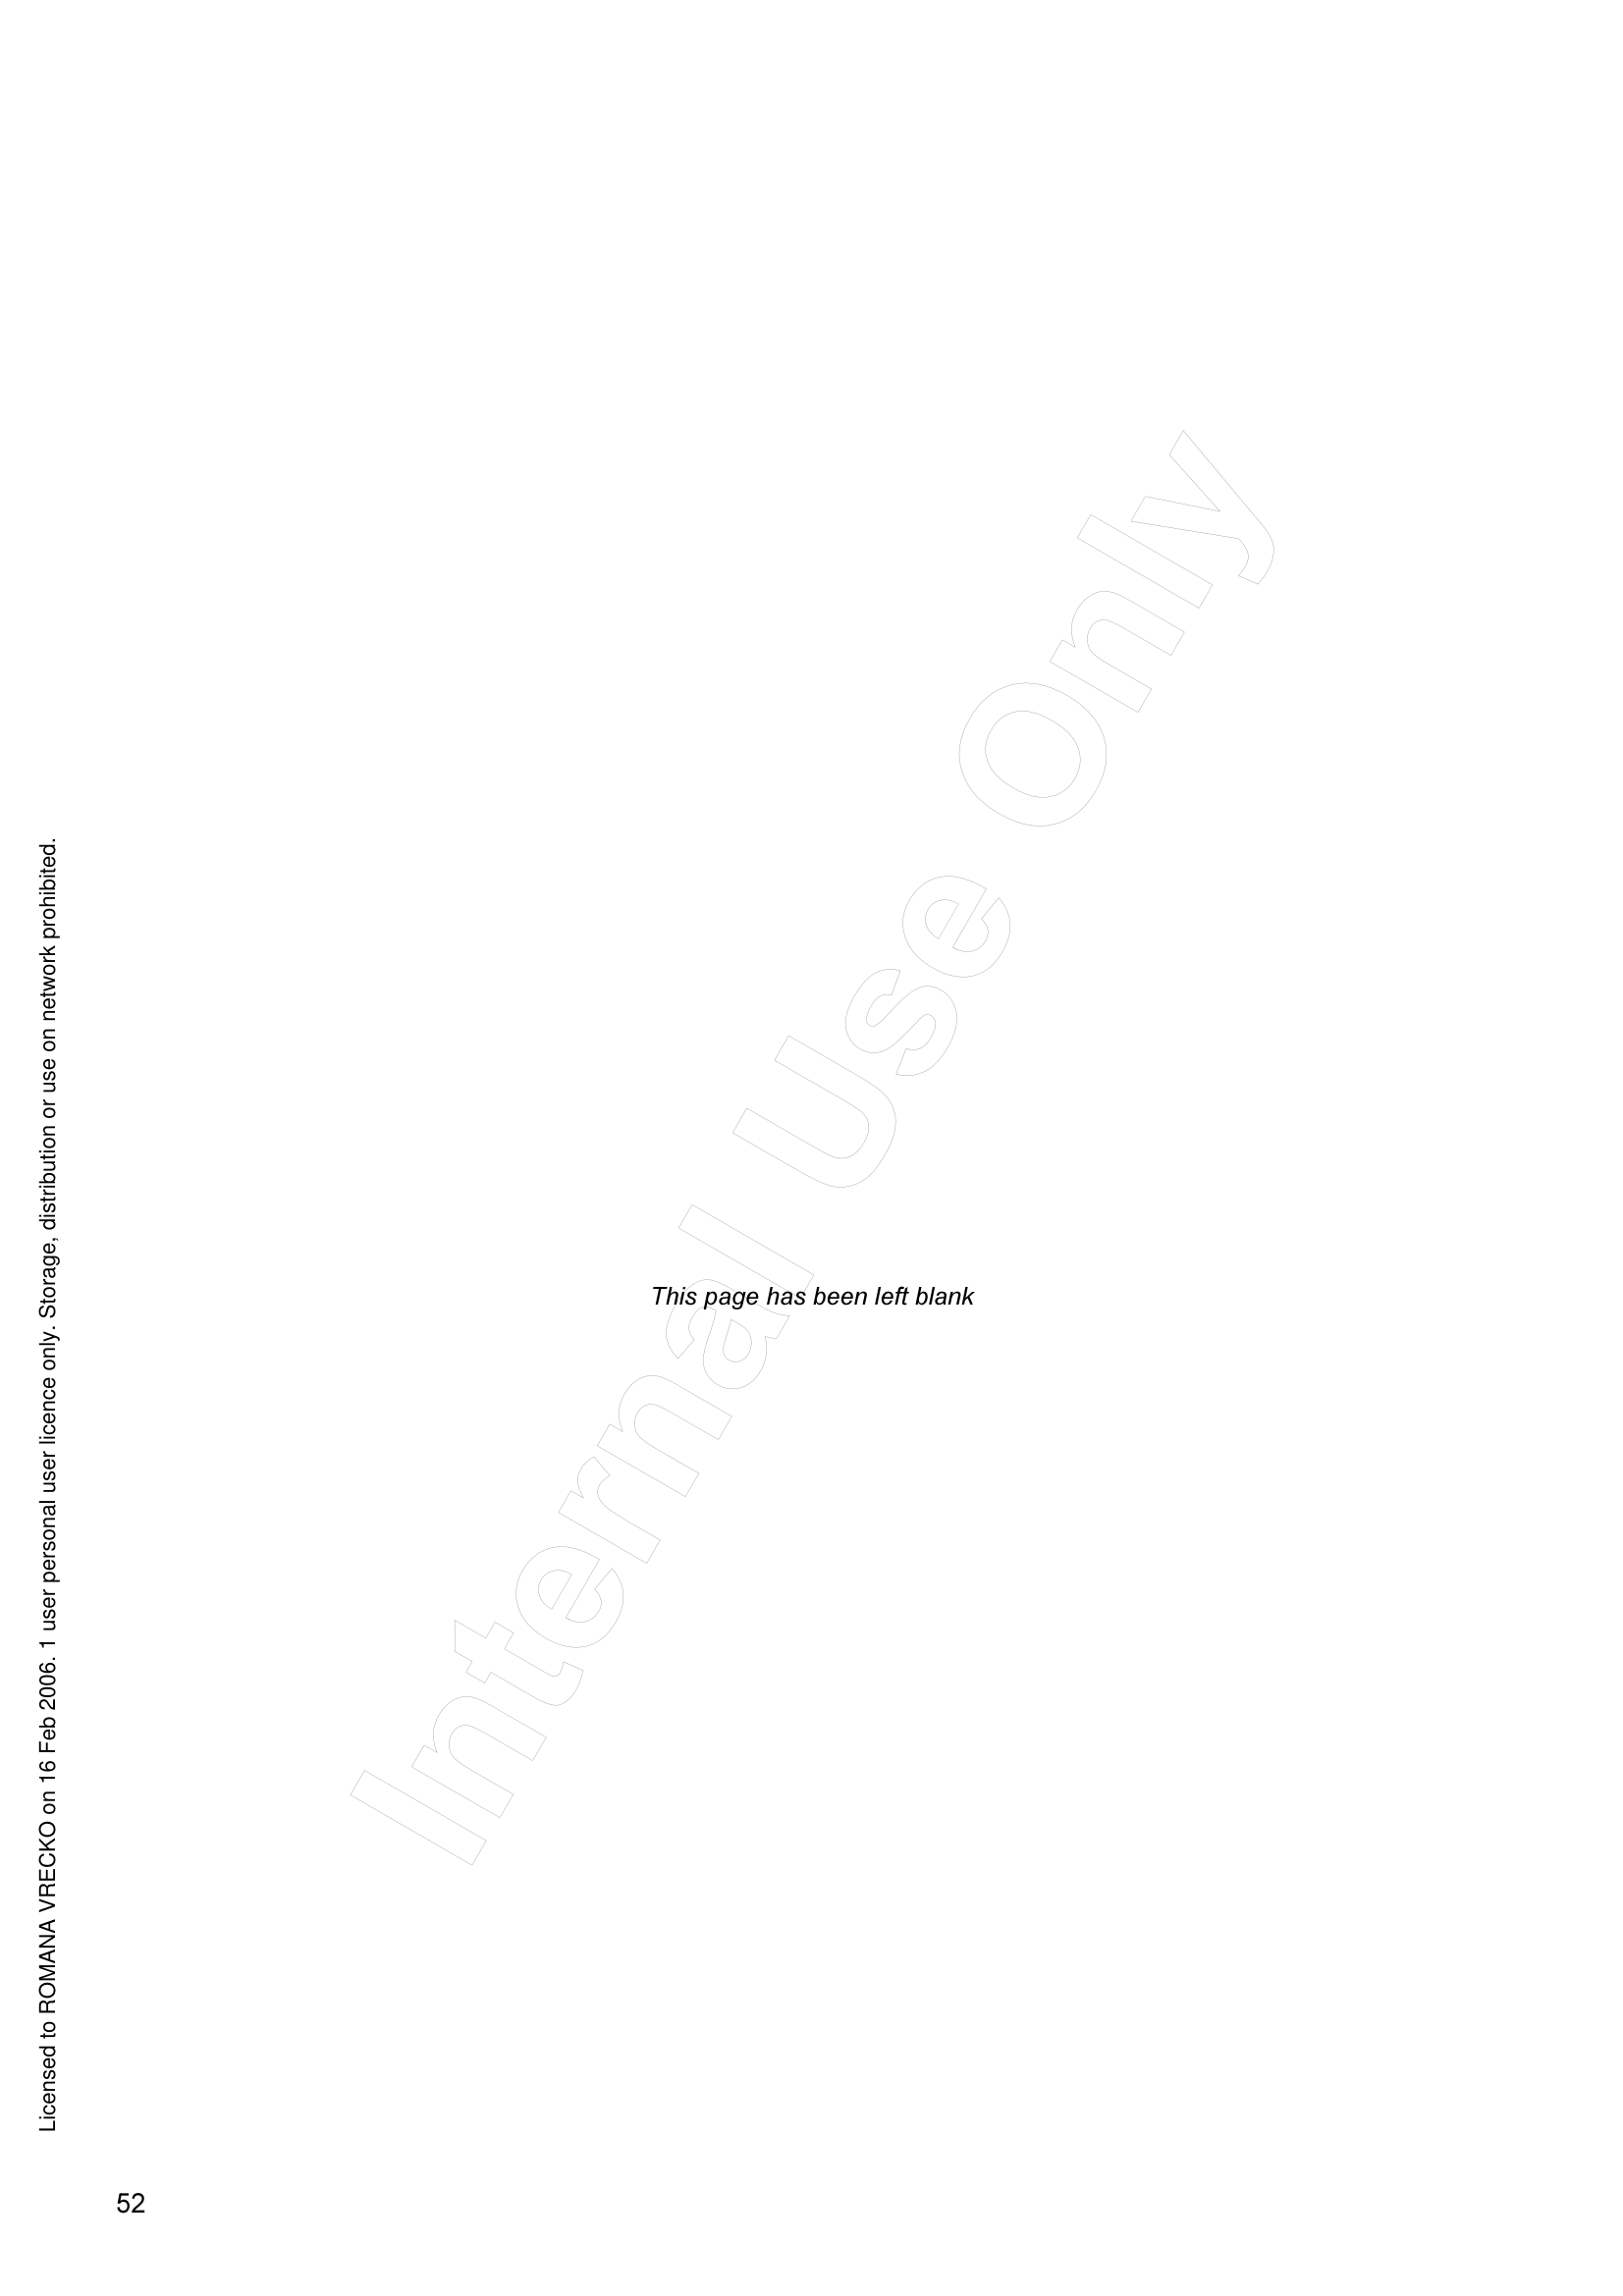 Licensed to ROMANA VRECKO on 16 Feb 2006. 1 user personal user licence only. Storage, distribution or use on network prohibited.
Internal Use Only
This page has been left blank
52